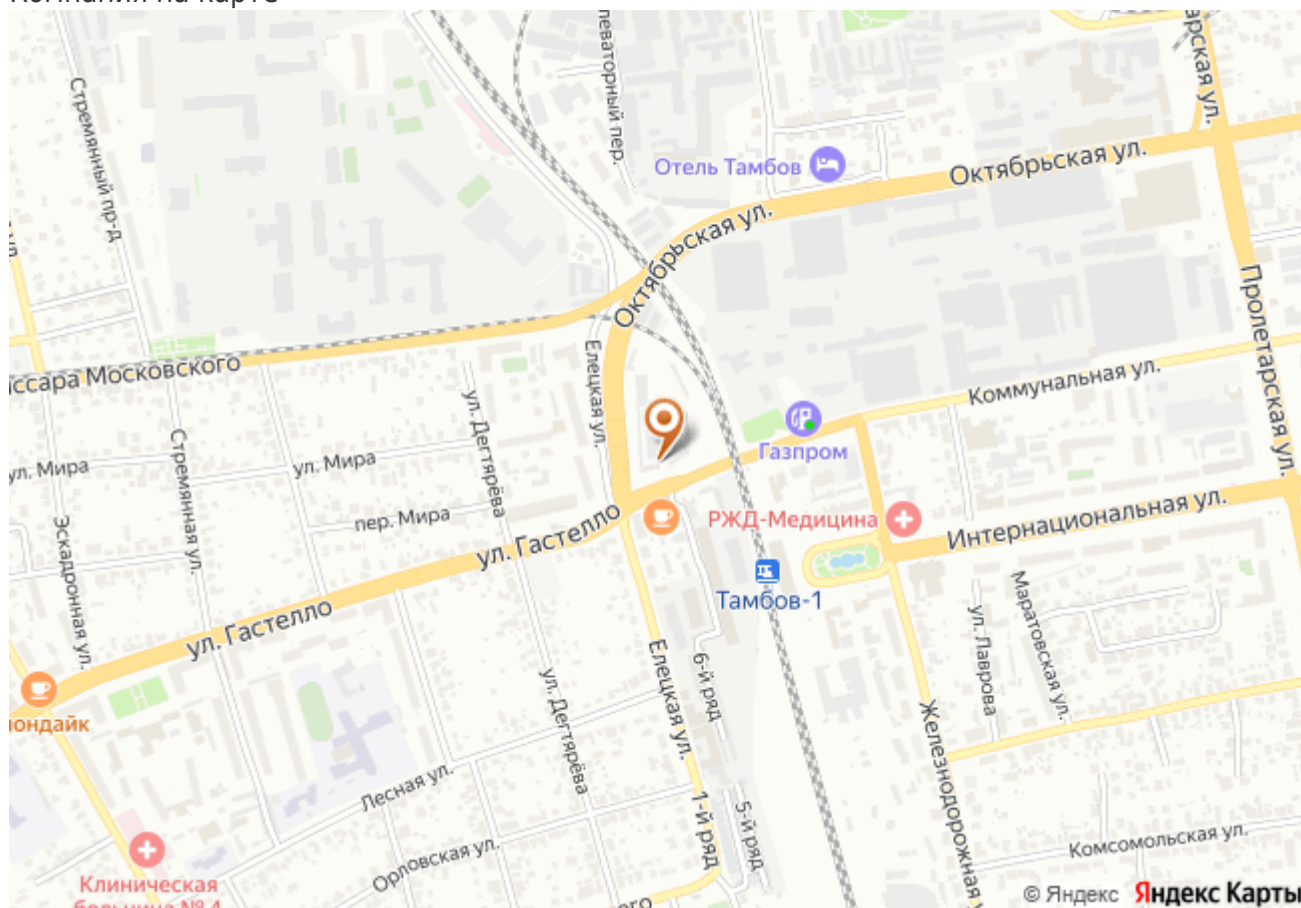 Компания на карте
Стремянный пр-д
Элеваторный пер.
Отель Тамбов
Октябрьская ул.
Октябрьская ул.
Пролетарская ул.
иссара Московского
Елецкая ул.
ул. Дегтярёва
Коммунальная ул.
Газпром
ул. Мира
ул. Мира
Стремянная ул.
пер. Мира
Эскадронная ул.
ул. Гастелло
РЖД-Медицина
Интернациональная ул.
Тамбов-1
ул. Гастелло
Маратовская ул.
ул. Лаврова
Елецкая ул.
6-й ряд
ул. Дегтярёва
ондайк
Железнодорожная
Лесная ул.
1-й ряд
5-й ряд
Орловская ул.
Комсомольская ул.
Клиническая
больница № 4
© Яндекс Яндекс Карты